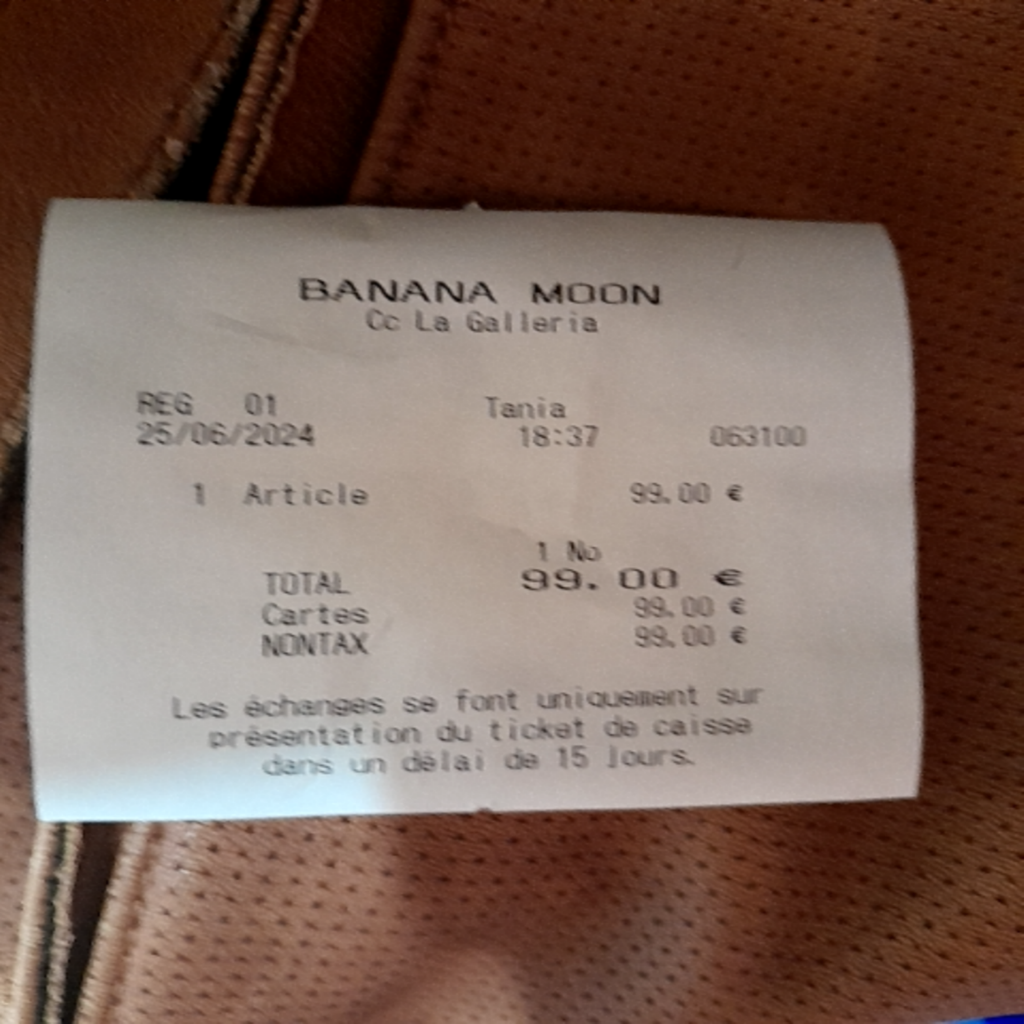 BANANA MOON
Cc La Galleria
REG 01 Tania
25/06/2024 18:37 063100
1 Article 99.00 €
1 No
TOTAL 99.00 €
Cartes 99.00 €
NONTAX 99.00 €
Les échanges se font uniquement sur
présentation du ticket de caisse
dans un délai de 15 jours.